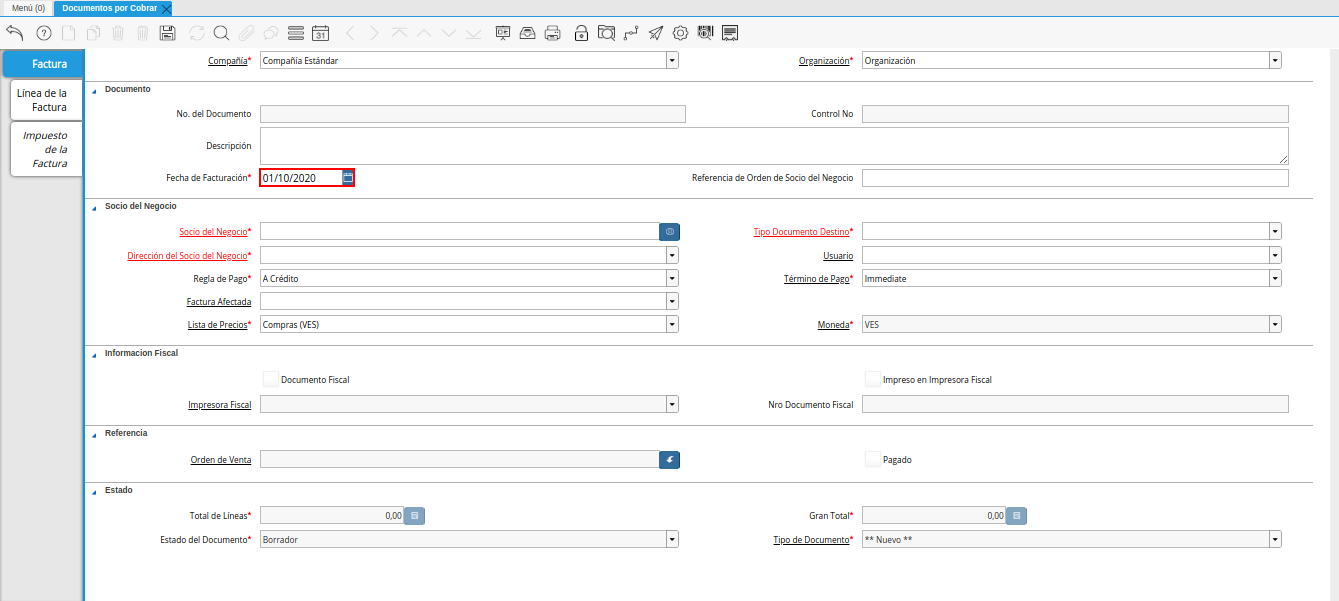 Menú (0) Documentos por Cobrar
31
Factura
Línea de la
Factura
Impuesto
de la
Factura
Compañía* Compañía Estándar Organización* Organización
Documento
No. del Documento Control No
Descripción
Fecha de Facturación* 01/10/2020 Referencia de Orden de Socio del Negocio
Socio del Negocio
Socio del Negocio* Tipo Documento Destino*
Dirección del Socio del Negocio* Usuario
Regla de Pago* A Crédito Término de Pago* Immediate
Factura Afectada
Lista de Precios* Compras (VES) Moneda* VES
Informacion Fiscal
Documento Fiscal Impreso en Impresora Fiscal
Impresora Fiscal Nro Documento Fiscal
Referencia
Orden de Venta Pagado
Estado
Total de Líneas* 0,00 Gran Total* 0,00
Estado del Documento* Borrador Tipo de Documento* ** Nuevo **